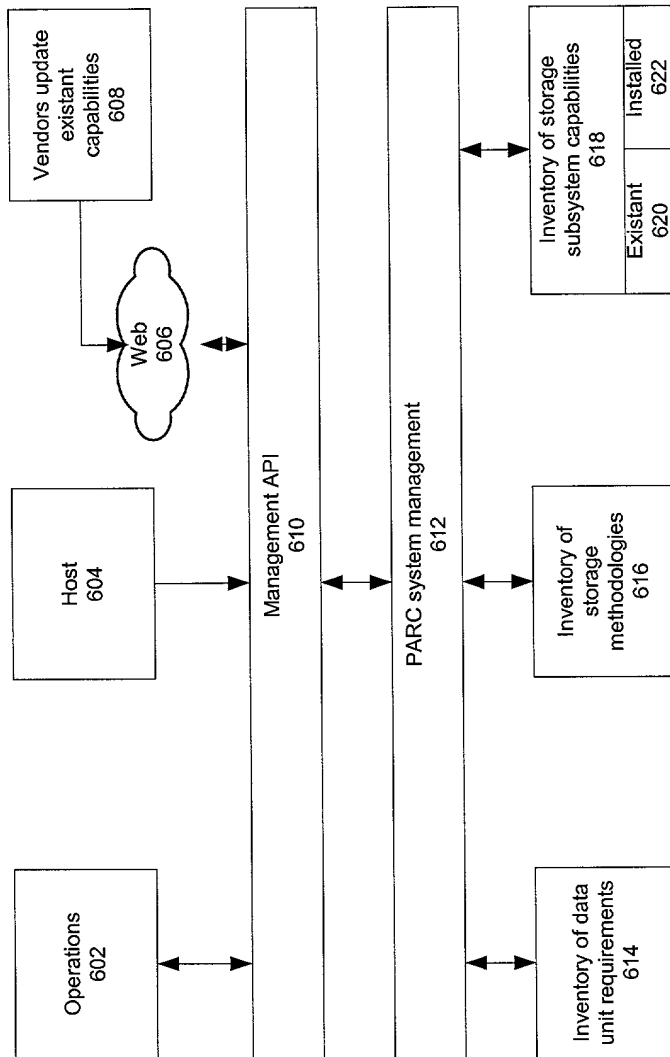 Operations
602
Host
604
Web
606
Vendors update
existant
capabilities
608
Management API
610
PARC system management
612
Inventory of data
unit requirements
614
Inventory of
storage
methodologies
616
Inventory of storage
subsystem capabilities
618
Existant
620
Installed
622